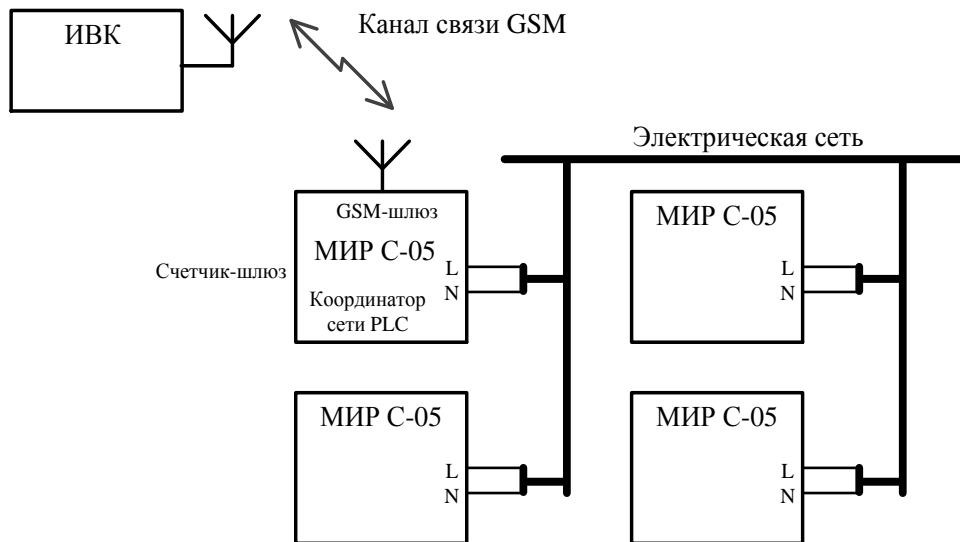 ИВК
Канал связи GSM
Электрическая сеть
GSM-шлюз
МИР С-05
Счетчик-шлюз
L
N
Координатор
сети PLC
МИР С-05
L
N
МИР С-05
L
N
МИР С-05
L
N